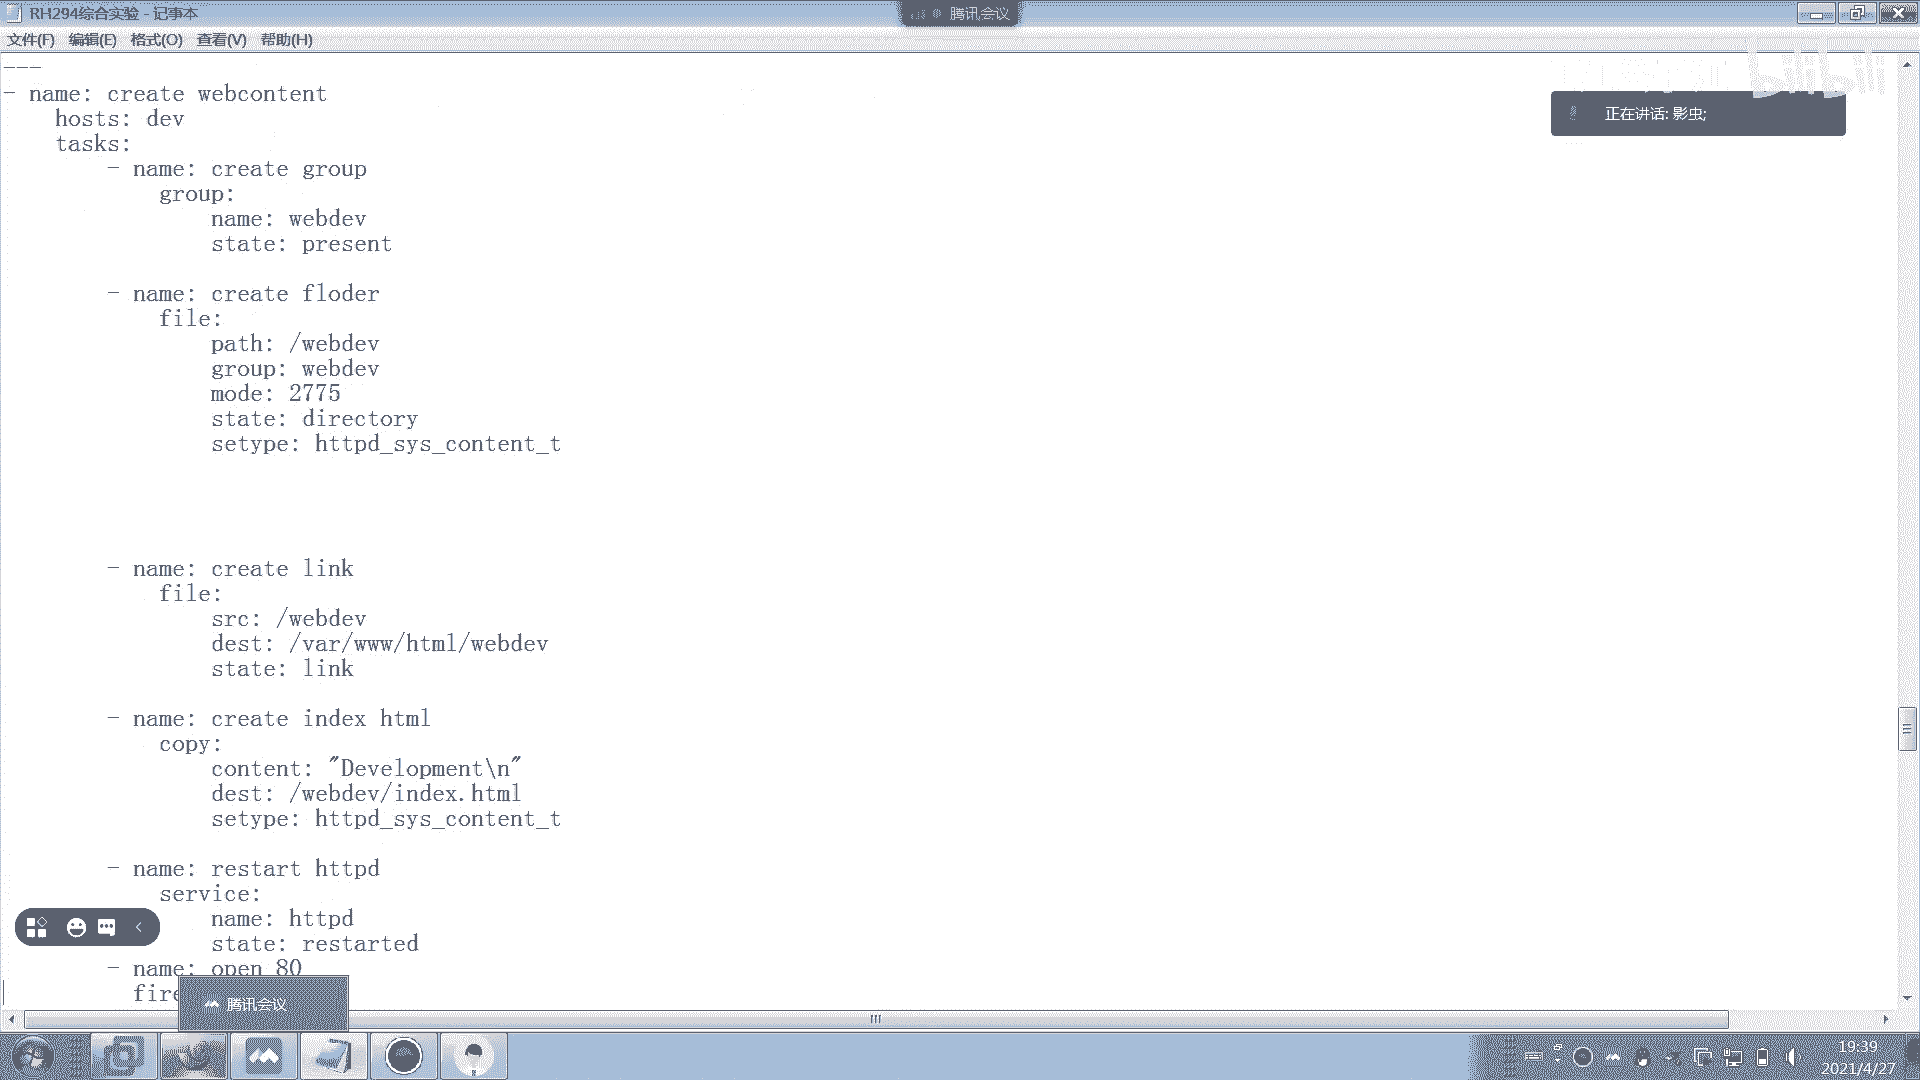 RH294综合实验 - 记事本
腾讯会议
文件(F) 编辑(E) 格式(O) 查看(V) 帮助(H)
---
- name: create webcontent
bilibili
正在讲话: 影虫;
hosts: dev
tasks:
- name: create group
group:
name: webdev
state: present
- name: create floder
file:
path: /webdev
group: webdev
mode: 2775
state: directory
setype: httpd_sys_content_t
- name: create link
file:
src: /webdev
dest: /var/www/html/webdev
state: link
- name: create index html
copy:
content: "Development\n"
dest: /webdev/index.html
setype: httpd_sys_content_t
- name: restart httpd
service:
name: httpd
state: restarted
- name: open 80
fire
腾讯会议
19:39
2021/4/27